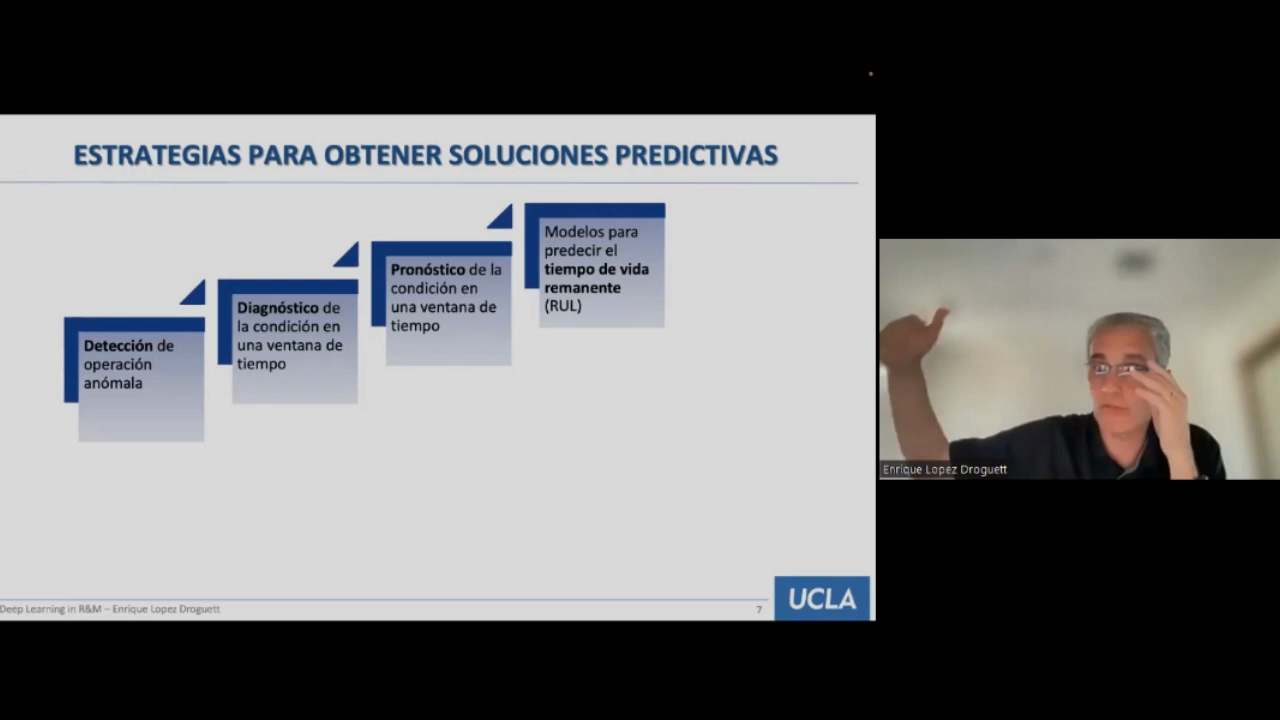 ESTRATEGIAS PARA OBTENER SOLUCIONES PREDICTIVAS
Detección de
operación
anómala
Diagnóstico de
la condición en
una ventana de
tiempo
Pronóstico de la
condición en
una ventana de
tiempo
Modelos para
predecir el
tiempo de vida
remanente
(RUL)
Deep Learning in R&M – Enrique Lopez Droguett
7
UCLA
Enrique Lopez Droguett